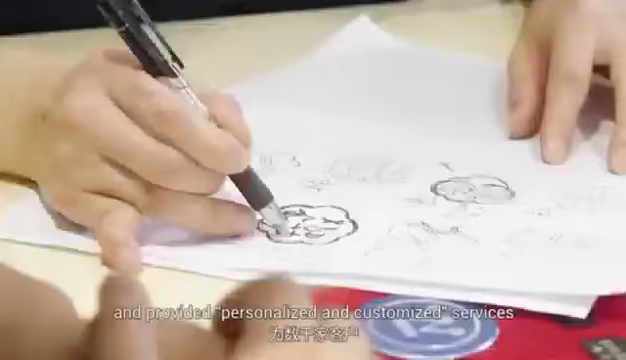 and provided "personalized and customized" services
为数千家客户